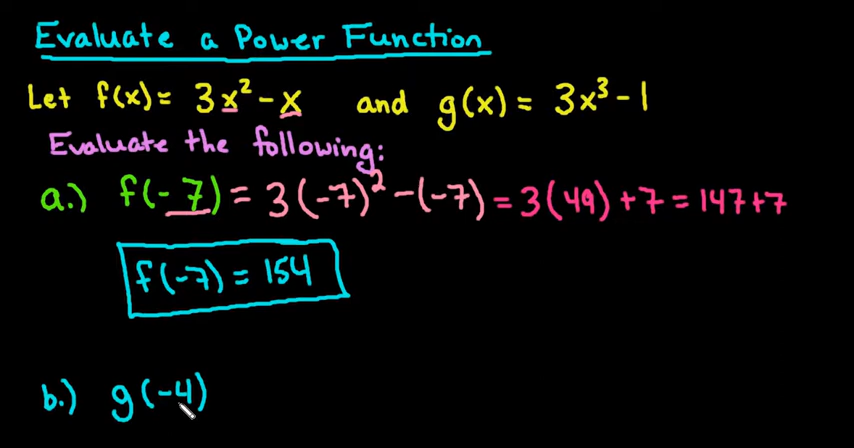 Evaluate a Power Function
Let f(x) = 3x² - x and g(x) = 3x³ - 1
Evaluate the following:
a.) f(-7) = 3(-7)² - (-7) = 3(49) + 7 = 147 + 7
f(-7) = 154
b.) g(-4)